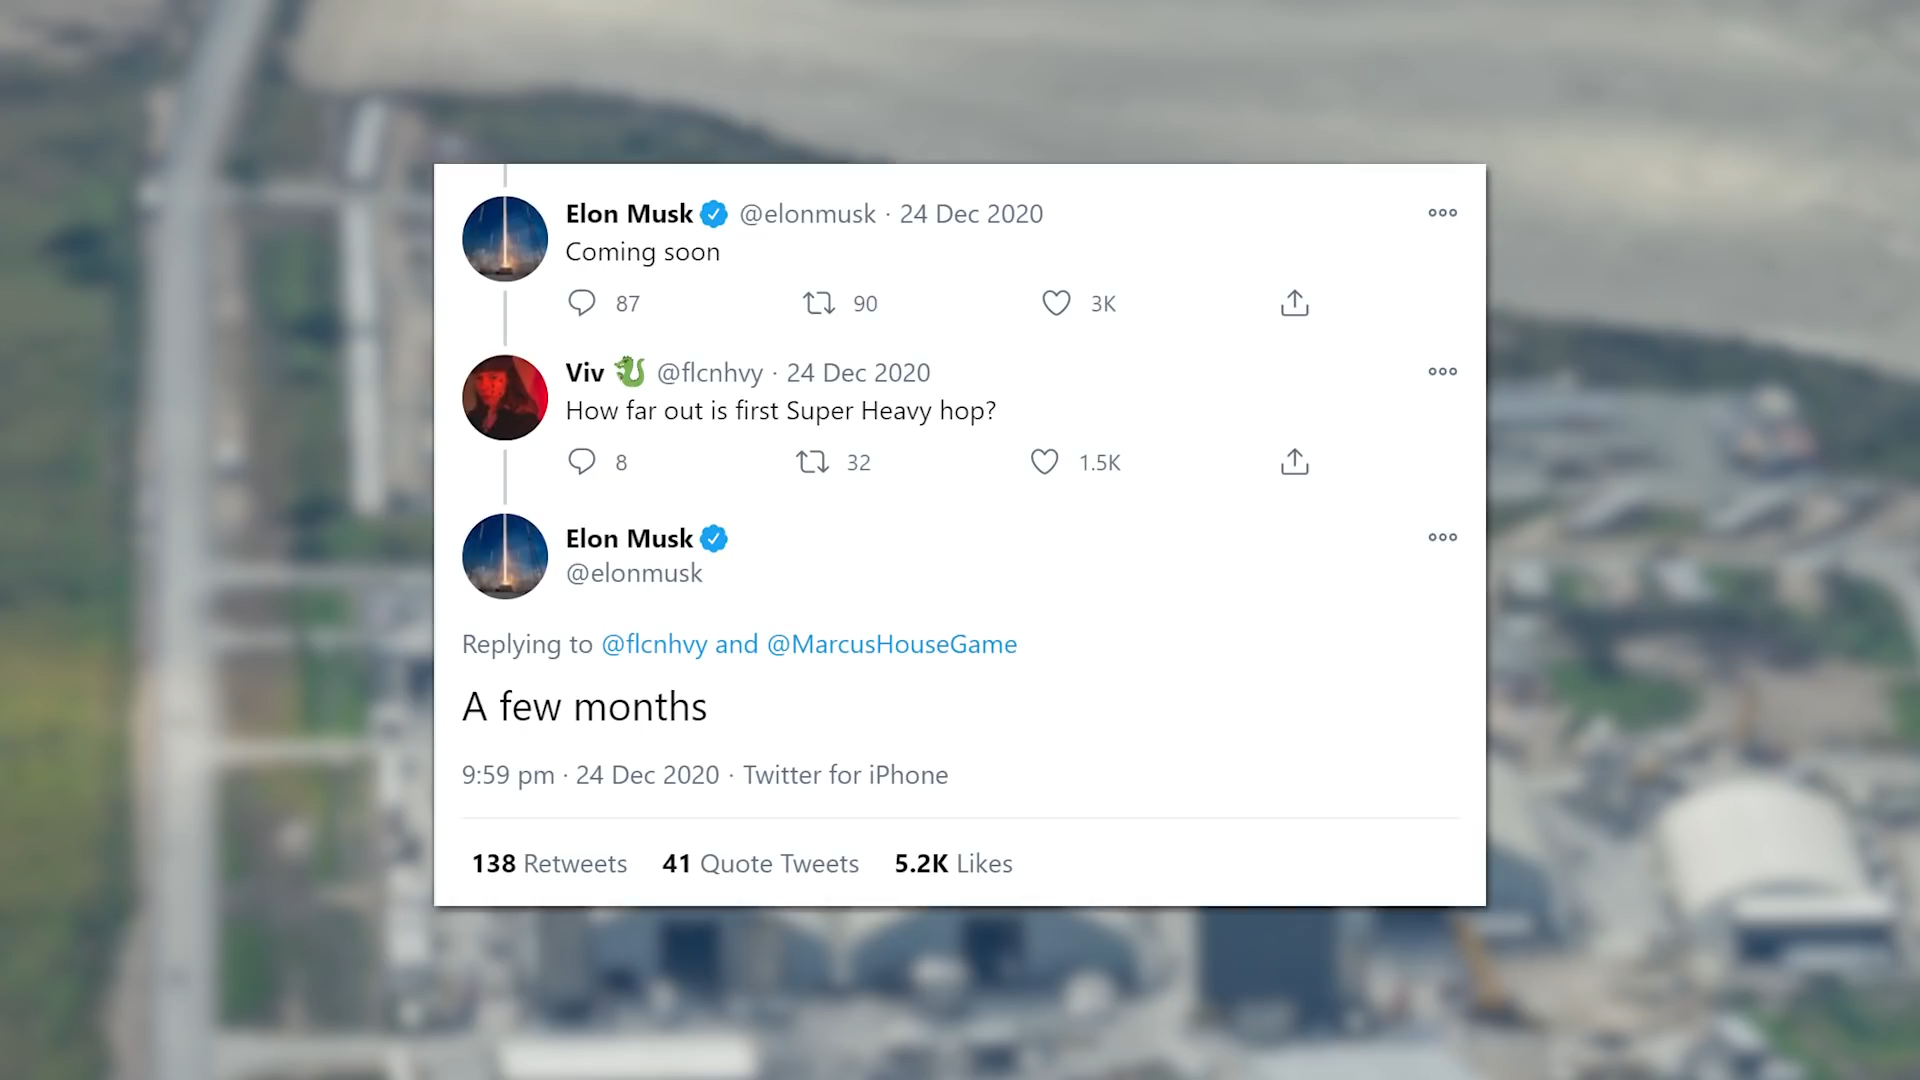 Elon Musk @elonmusk · 24 Dec 2020
Coming soon
87 90 3K
Viv 🐉 @flcnhvy · 24 Dec 2020
How far out is first Super Heavy hop?
8 32 1.5K
Elon Musk
@elonmusk
Replying to @flcnhvy and @MarcusHouseGame
A few months
9:59 pm · 24 Dec 2020 · Twitter for iPhone
138 Retweets 41 Quote Tweets 5.2K Likes